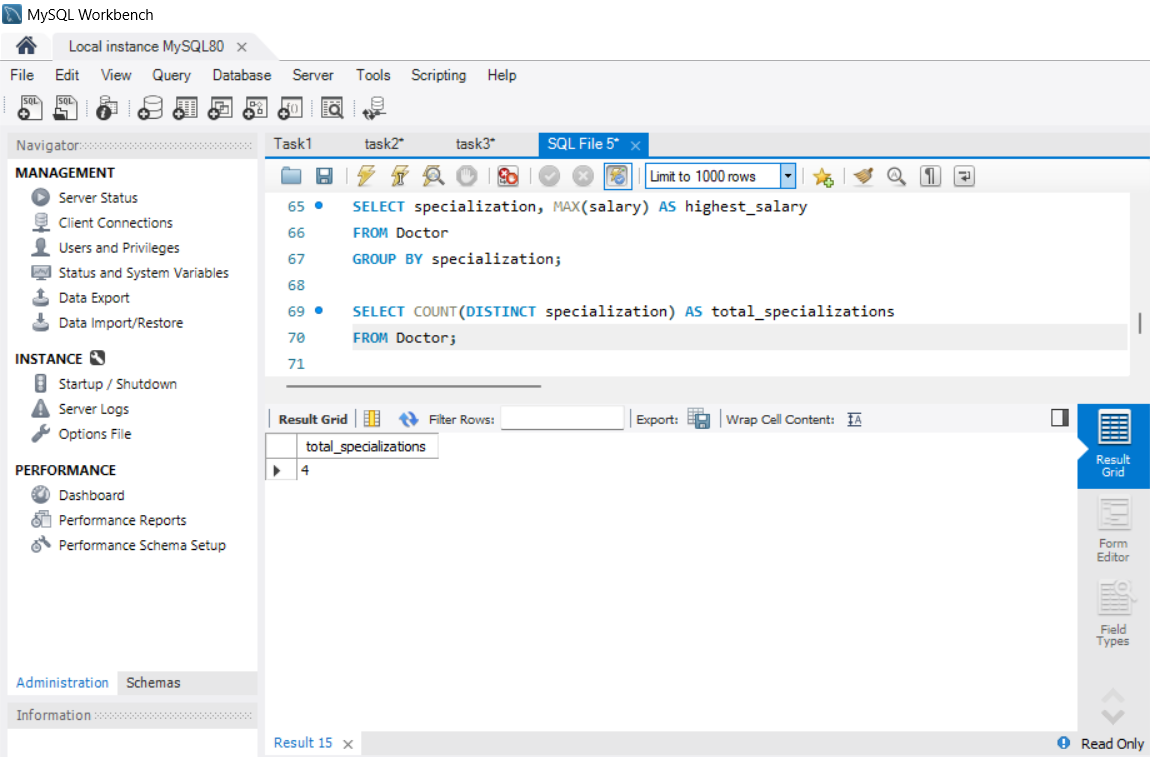 MySQL Workbench
Local instance MySQL80
File Edit View Query Database Server Tools Scripting Help
Navigator
MANAGEMENT
Server Status
Client Connections
Users and Privileges
Status and System Variables
Data Export
Data Import/Restore
INSTANCE
Startup / Shutdown
Server Logs
Options File
PERFORMANCE
Dashboard
Performance Reports
Performance Schema Setup
Administration Schemas
Information
Task1 task2* task3* SQL File 5*
Limit to 1000 rows
65 SELECT specialization, MAX(salary) AS highest_salary
66 FROM Doctor
67 GROUP BY specialization;
68
69 SELECT COUNT(DISTINCT specialization) AS total_specializations
70 FROM Doctor;
71
Result Grid Filter Rows: Export: Wrap Cell Content:
total_specializations
4
Result
Grid
Form
Editor
Field
Types
Result 15 Read Only